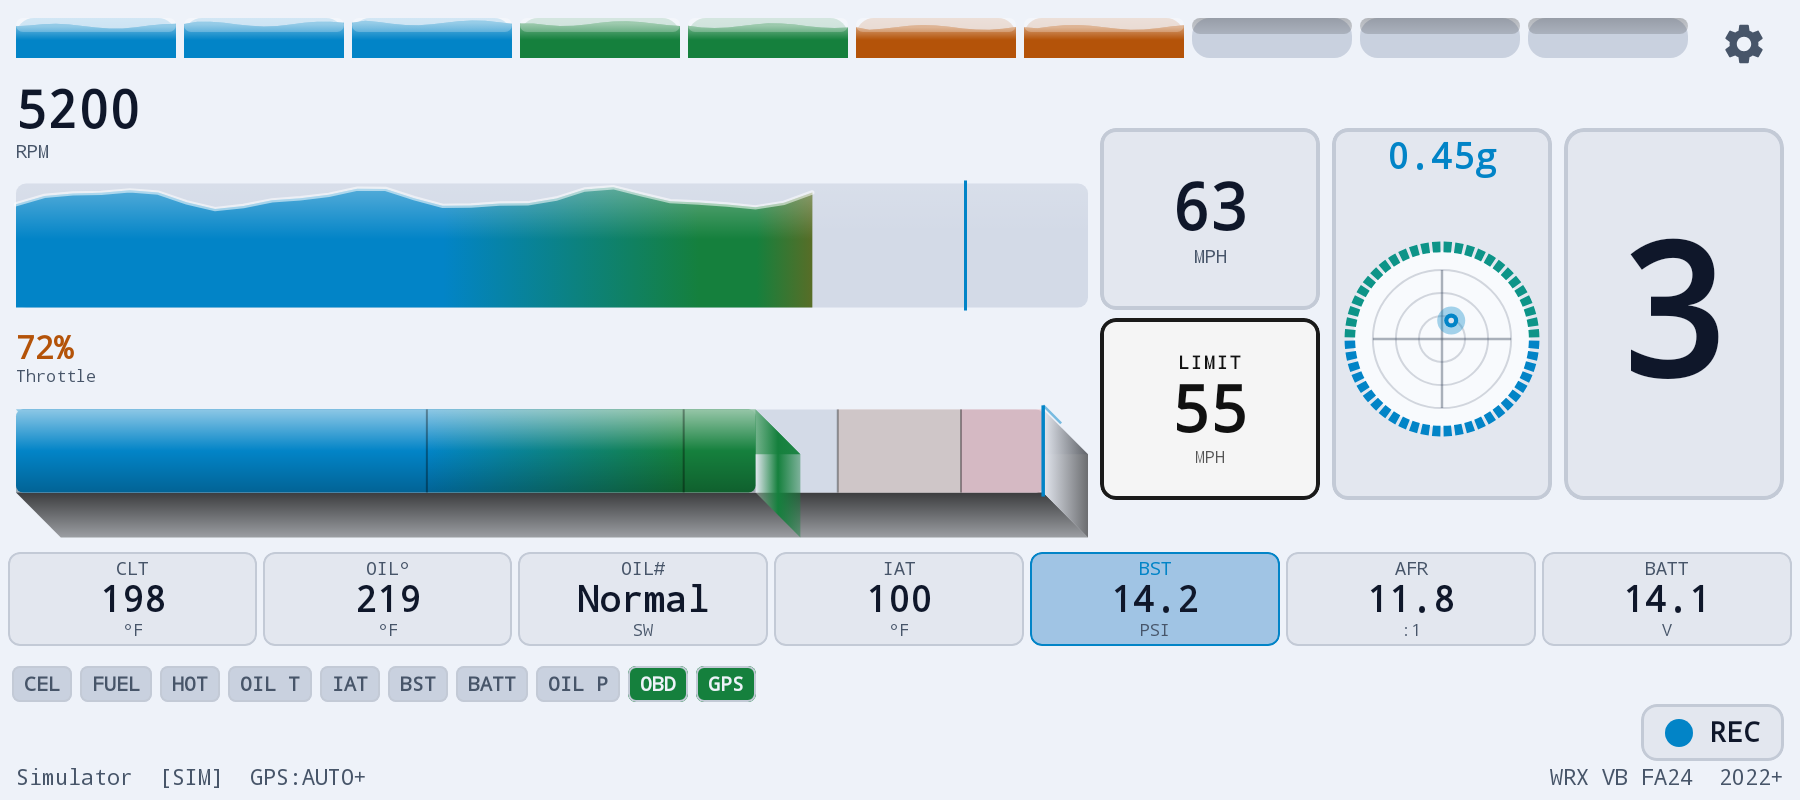 5200
RPM
63
MPH
LIMIT
55
MPH
0.45g
3
72%
Throttle
CLT
198
°F
OIL°
219
°F
OIL#
Normal
SW
IAT
100
°F
BST
14.2
PSI
AFR
11.8
:1
BATT
14.1
V
CEL FUEL HOT OIL T IAT BST BATT OIL P OBD GPS
REC
Simulator [SIM] GPS:AUTO+
WRX VB FA24 2022+